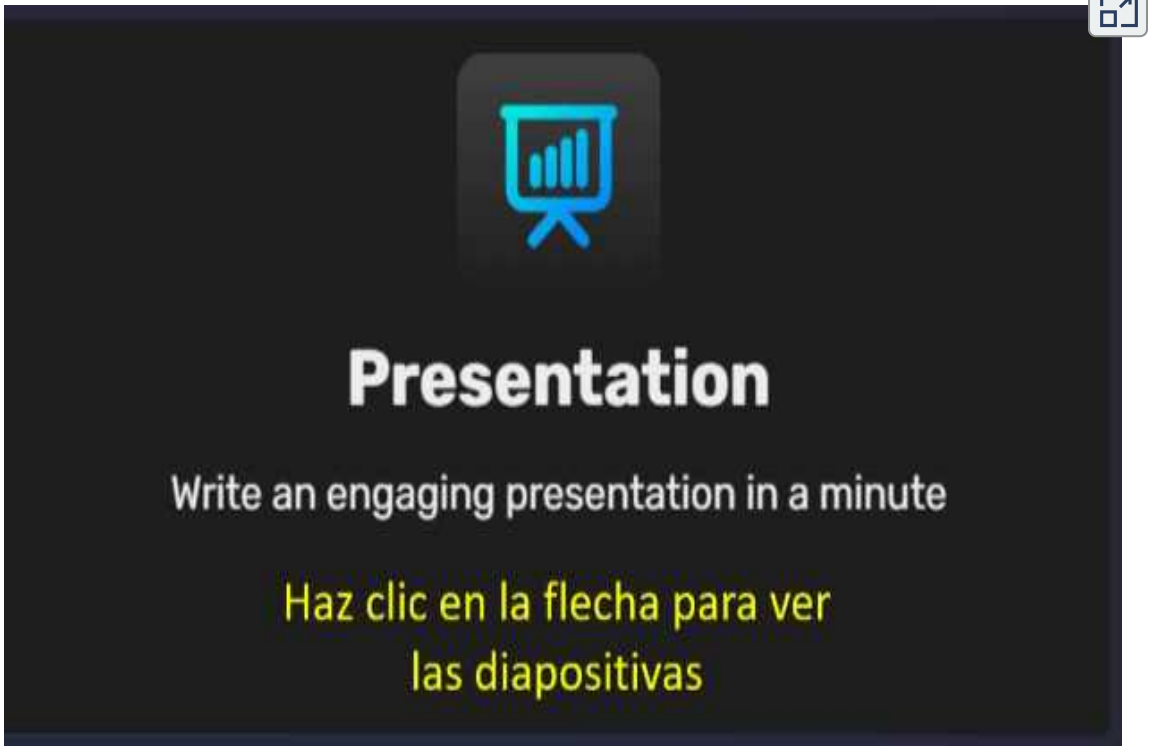 Presentation
Write an engaging presentation in a minute
Haz clic en la flecha para ver
las diapositivas